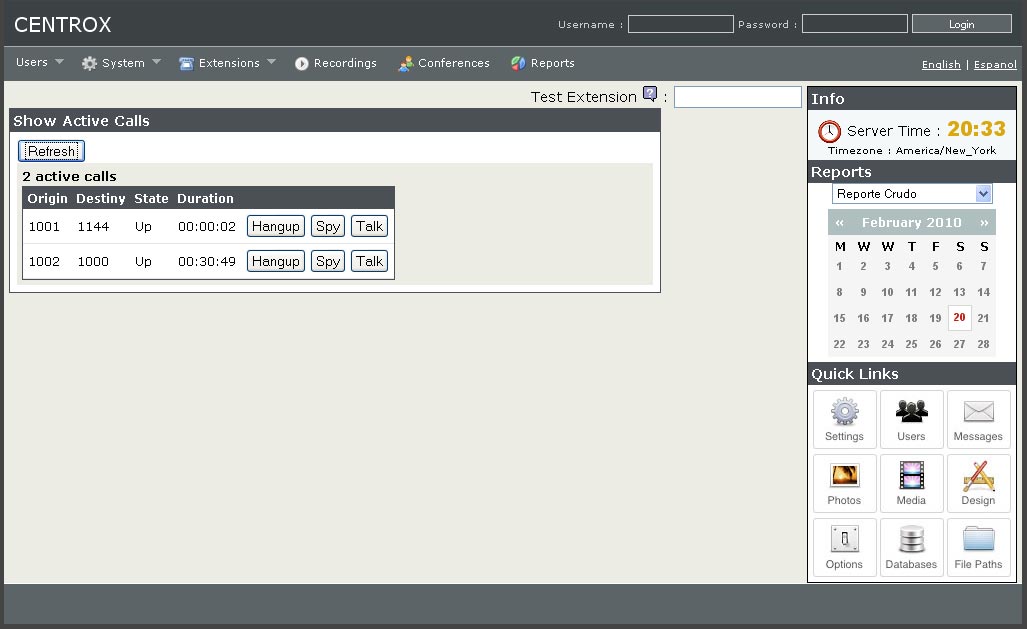 CENTROX
Username : Password : Login
Users System Extensions Recordings Conferences Reports
English | Espanol
Test Extension ? :
Show Active Calls
Refresh
2 active calls
Origin Destiny State Duration
1001 1144 Up 00:00:02 Hangup Spy Talk
1002 1000 Up 00:30:49 Hangup Spy Talk
Info
Server Time : 20:33
Timezone : America/New_York
Reports
Reporte Crudo
« February 2010 »
M W W T F S S
1 2 3 4 5 6 7
8 9 10 11 12 13 14
15 16 17 18 19 20 21
22 23 24 25 26 27 28
Quick Links
Settings Users Messages
Photos Media Design
Options Databases File Paths